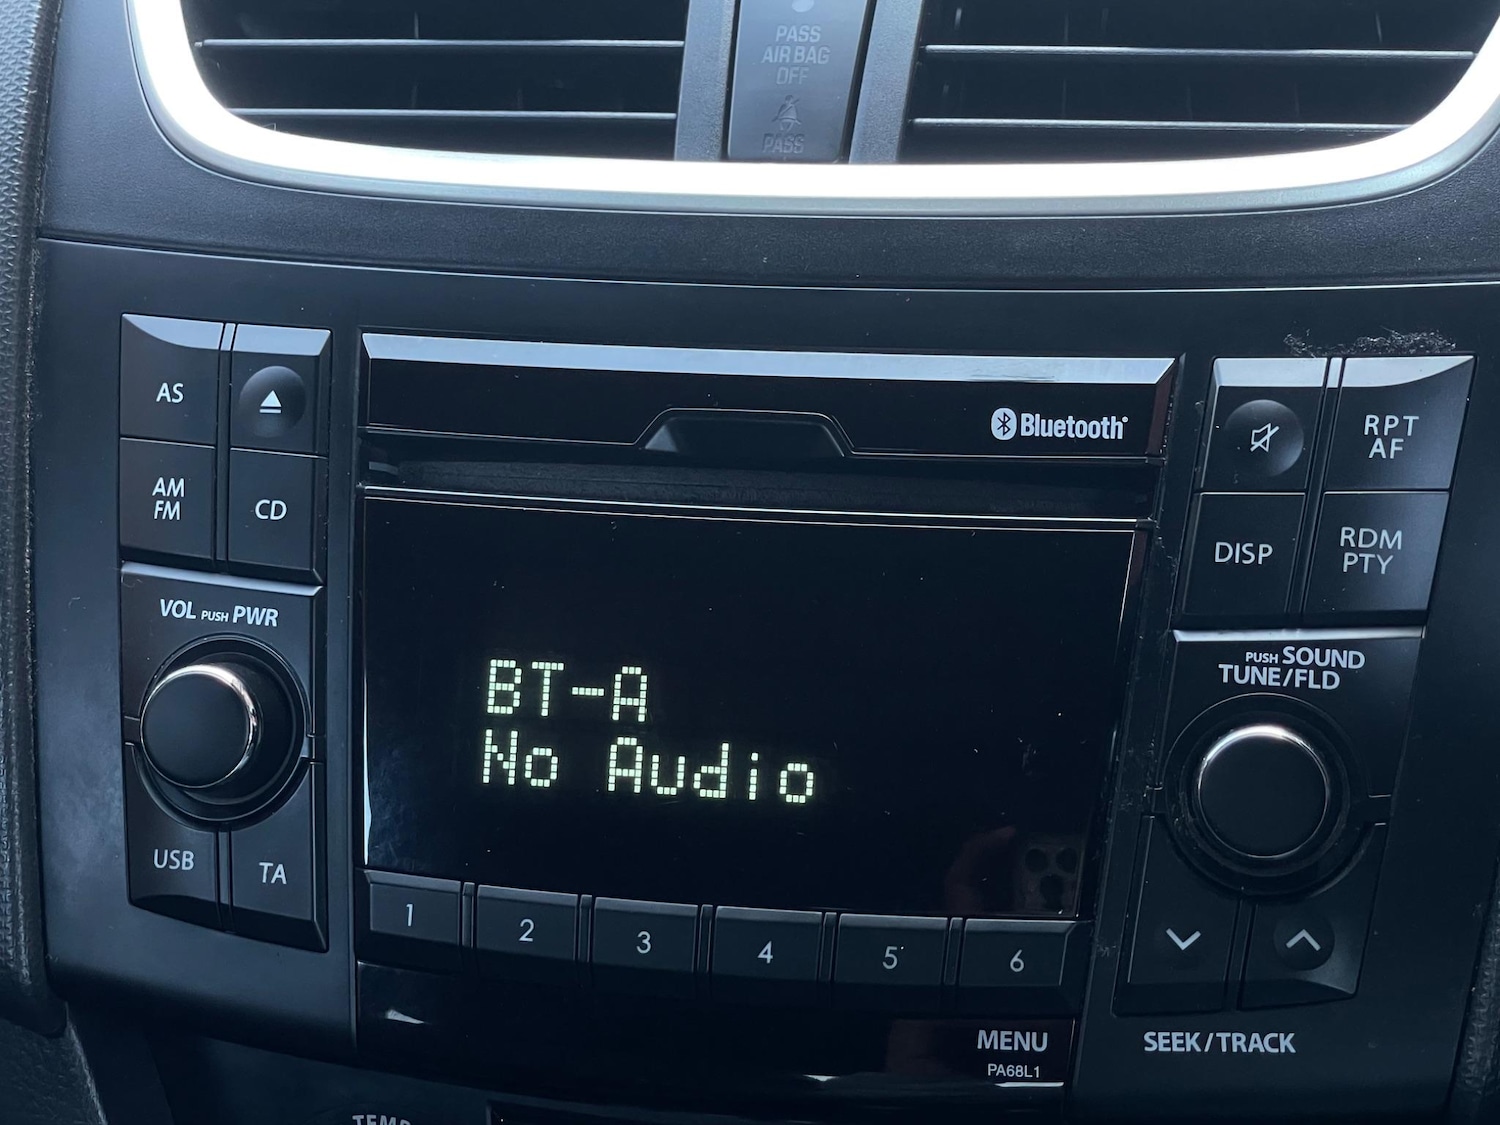 PASS
AIR BAG
OFF
PASS
AS
AM
FM
CD
VOL PUSH PWR
USB
TA
Bluetooth
BT-A
No Audio
1
2
3
4
5
6
MENU
PA68L1
RPT
AF
DISP
RDM
PTY
PUSH SOUND
TUNE/FLD
SEEK/TRACK